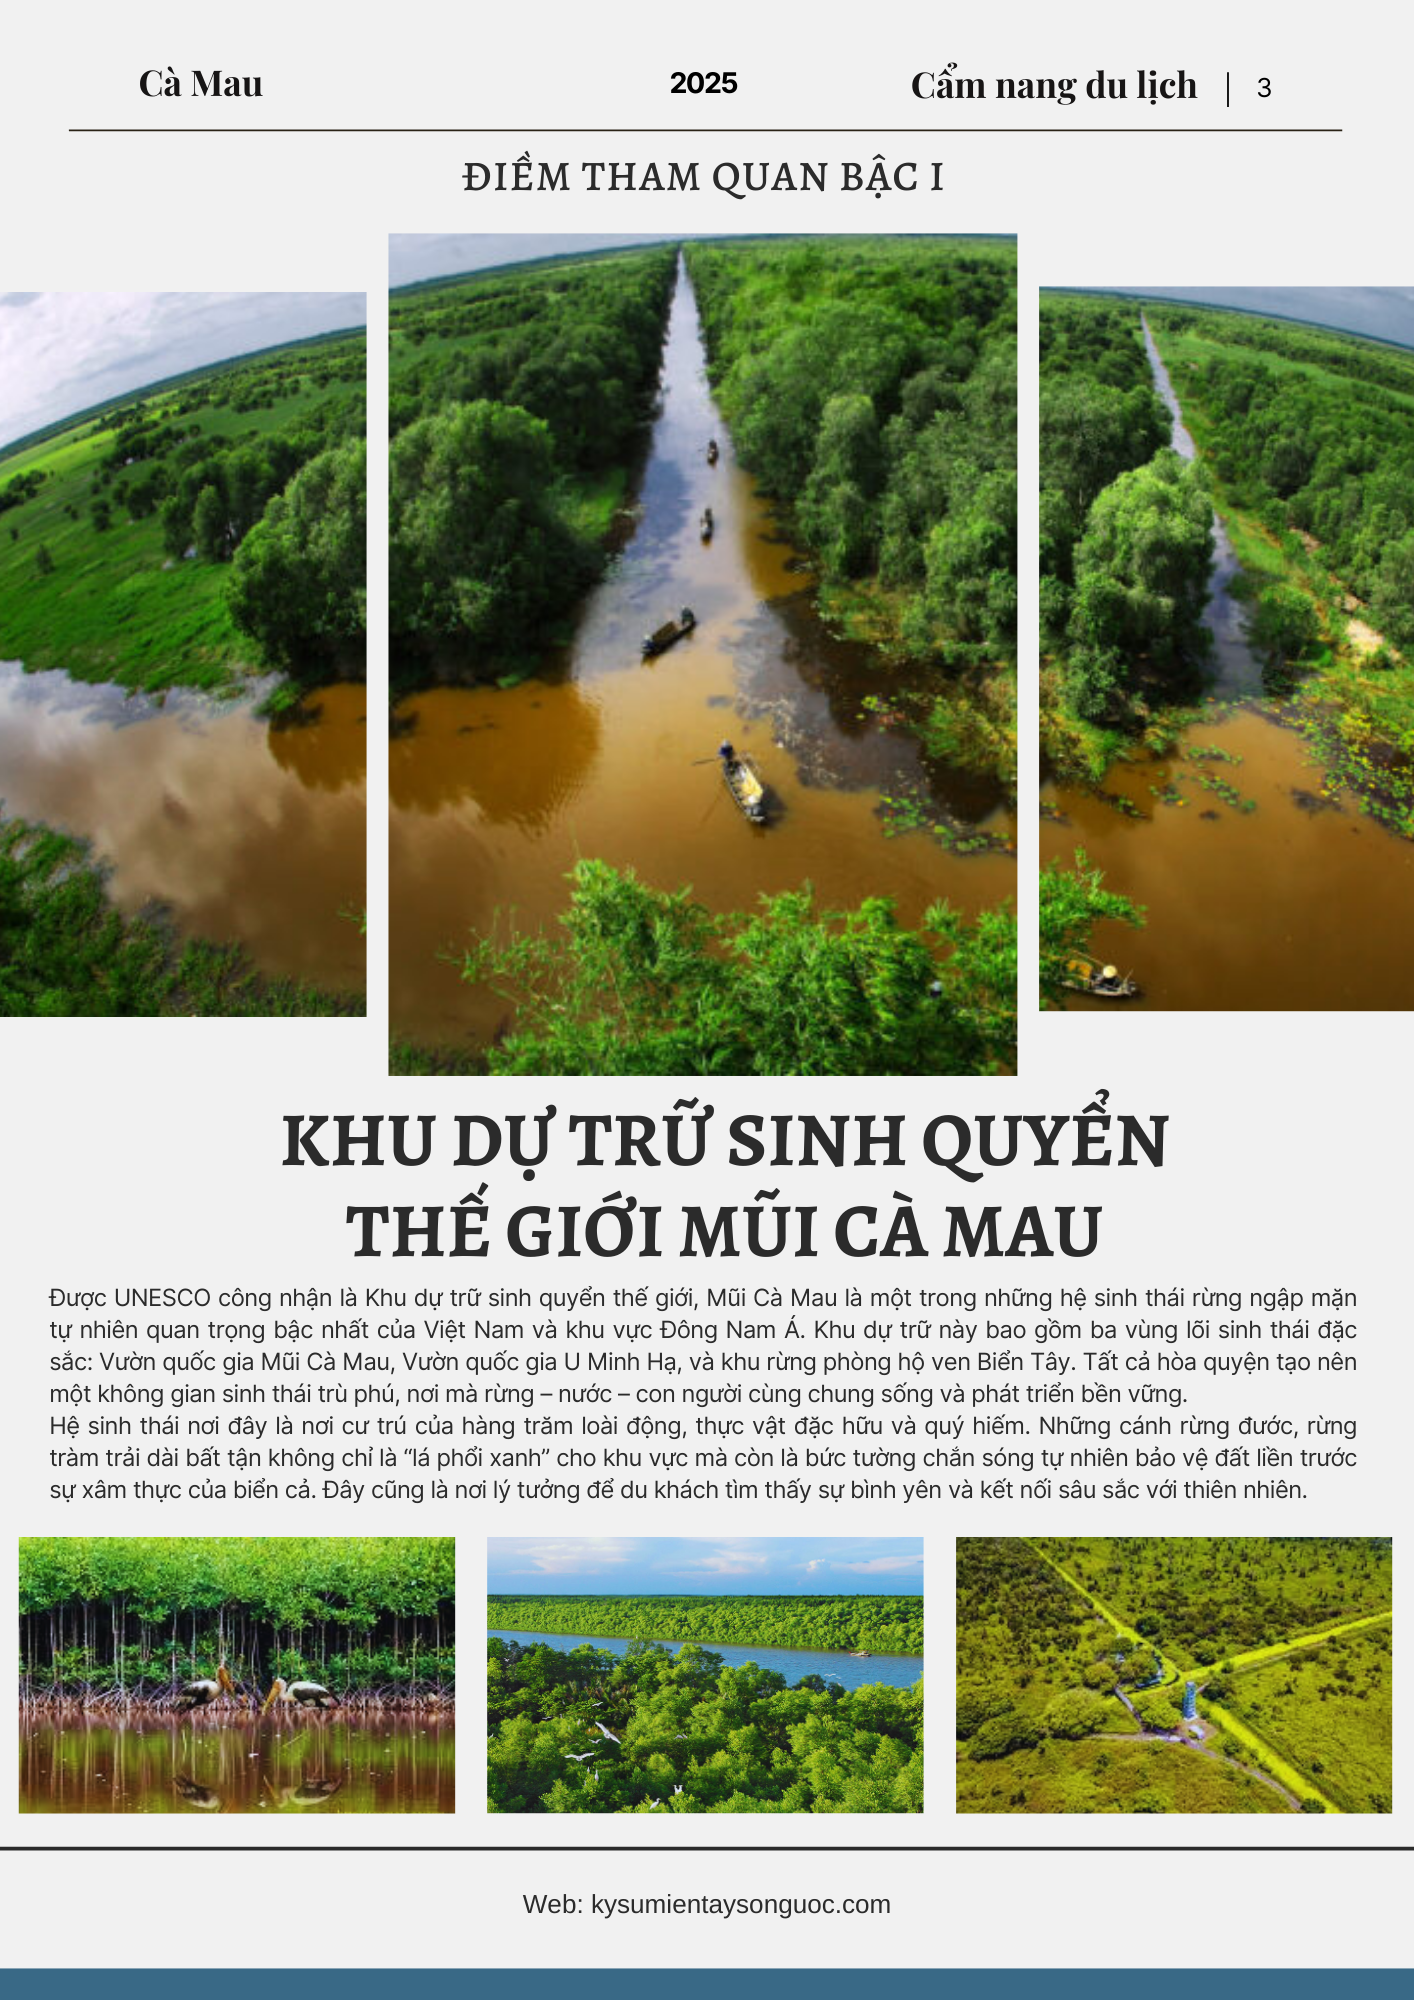 Cà Mau
2025
Cẩm nang du lịch | 3
ĐIỀM THAM QUAN BẬC I
KHU DỰ TRỮ SINH QUYỂN
THẾ GIỚI MŨI CÀ MAU
Được UNESCO công nhận là Khu dự trữ sinh quyển thế giới, Mũi Cà Mau là một trong những hệ sinh thái rừng ngập mặn
tự nhiên quan trọng bậc nhất của Việt Nam và khu vực Đông Nam Á. Khu dự trữ này bao gồm ba vùng lõi sinh thái đặc
sắc: Vườn quốc gia Mũi Cà Mau, Vườn quốc gia U Minh Hạ, và khu rừng phòng hộ ven Biển Tây. Tất cả hòa quyện tạo nên
một không gian sinh thái trù phú, nơi mà rừng – nước – con người cùng chung sống và phát triển bền vững.
Hệ sinh thái nơi đây là nơi cư trú của hàng trăm loài động, thực vật đặc hữu và quý hiếm. Những cánh rừng đước, rừng
tràm trải dài bất tận không chỉ là “lá phổi xanh” cho khu vực mà còn là bức tường chắn sóng tự nhiên bảo vệ đất liền trước
sự xâm thực của biển cả. Đây cũng là nơi lý tưởng để du khách tìm thấy sự bình yên và kết nối sâu sắc với thiên nhiên.
Web: kysumientaysonguoc.com